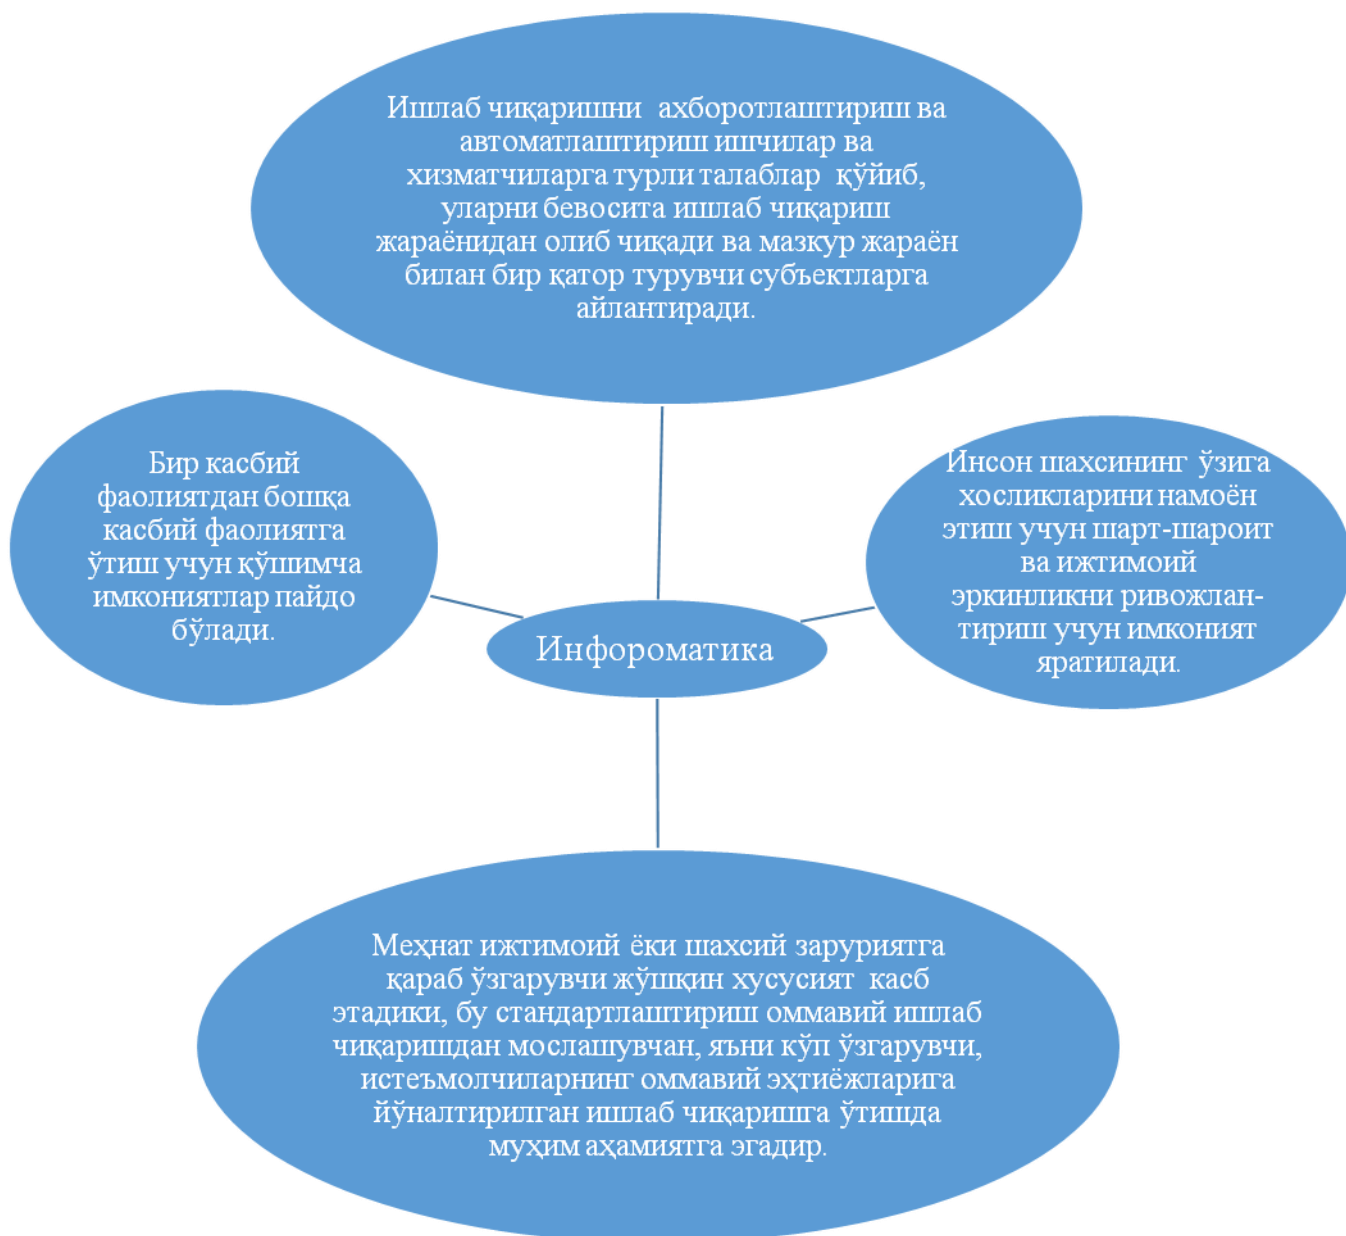 Ишлаб чиқаришни ахборотлаштириш ва
автоматлаштириш ишчилар ва
хизматчиларга турли талаблар қўйиб,
уларни бевосита ишлаб чиқариш
жараёнидан олиб чиқади ва мазкур жараён
билан бир қатор турувчи субъектларга
айлантиради.
Бир касбий
фаолиятдан бошқа
касбий фаолиятга
ўтиш учун қўшимча
имкониятлар пайдо
бўлади.
Инсон шахсининг ўзига
хосликларини намоён
этиш учун шарт-шароит
ва ижтимоий
эркинликни ривожлан-
тириш учун имконият
яратилади.
Инфороматика
Меҳнат ижтимоий ёки шахсий заруриятга
қараб ўзгарувчи жўшқин хусусият касб
этадики, бу стандартлаштириш оммавий ишлаб
чиқаришдан мослашувчан, яъни кўп ўзгарувчи,
истеъмолчиларнинг оммавий эҳтиёжларига
йўналтирилган ишлаб чиқаришга ўтишда
муҳим аҳамиятга эгадир.